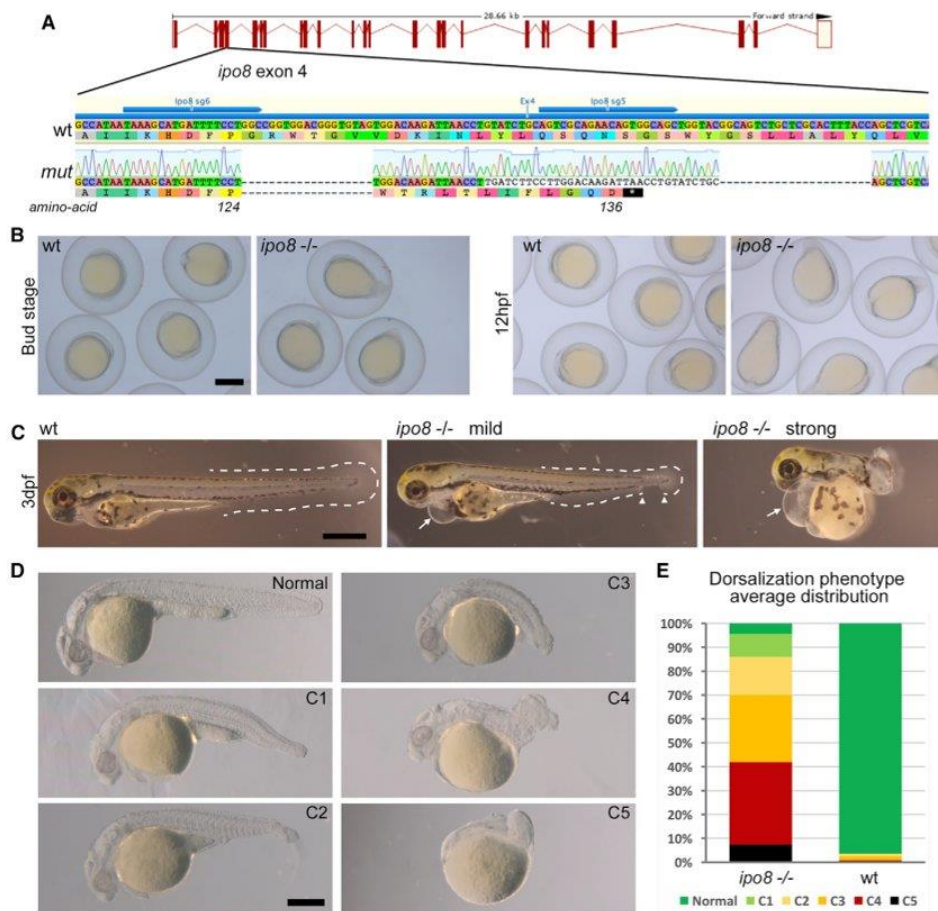 A
28.66 kb
Forward strand
ipo8 exon 4
Ipo8 sg6
Ex4
Ipo8 sg5
wt
GCCATAATAAAGCATGATTTTCCTGGCCGGTGGACGGGTGTAGTGGACAAGATTAACCTGTATCTGCAGTCGCAGAACAGTGGCAGCTGGTACGGCAGTCTGCTCGCACTTTACCAGCTCGTC
A I I K H D F P G R W T G V V D K I N L Y L Q S Q N S G S W Y G S L L A L Y Q L V
mut
GCCATAATAAAGCATGATTTTCCT TGGACAAGATTAACCTTGATCTTCCTTGGACAAGATTAACCTGTATCTGC AGCTCGTC
A I I K H D F P W T R L T L I F L G Q D *
amino-acid 124 136
B
wt ipo8 -/- wt ipo8 -/-
Bud stage
12hpf
C
wt ipo8 -/- mild ipo8 -/- strong
3dpf
D
Normal
C3
C1
C4
C2
C5
E
Dorsalization phenotype
average distribution
100%
90%
80%
70%
60%
50%
40%
30%
20%
10%
0%
ipo8 -/- wt
Normal C1 C2 C3 C4 C5